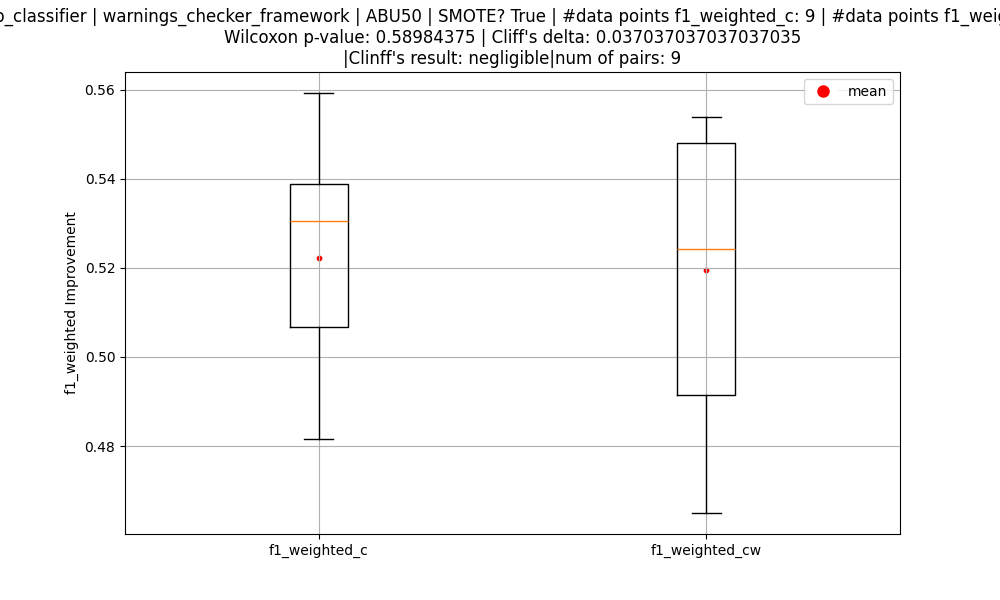 _classifier | warnings_checker_framework | ABU50 | SMOTE? True | #data points f1_weighted_c: 9 | #data points
Wilcoxon p-value: 0.58984375 | Cliff's delta: 0.037037037037037035
|Clinff's result: negligible|num of pairs: 9
mean
0.56
0.54
0.52
0.50
0.48
f1_weighted Improvement
f1_weighted_c
f1_weighted_cw